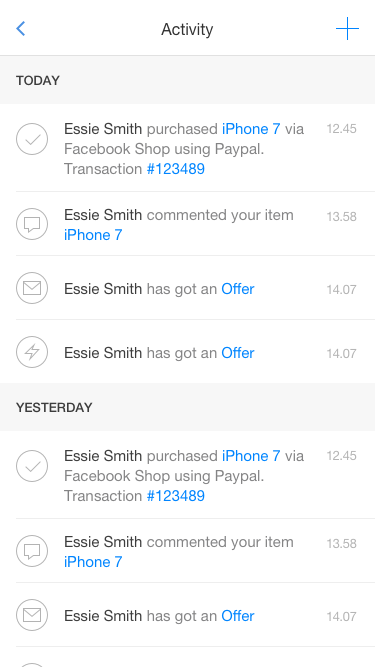 Activity
TODAY
Essie Smith purchased iPhone 7 via 12.45
Facebook Shop using Paypal.
Transaction #123489
Essie Smith commented your item 13.58
iPhone 7
Essie Smith has got an Offer 14.07
Essie Smith has got an Offer 14.07
YESTERDAY
Essie Smith purchased iPhone 7 via 12.45
Facebook Shop using Paypal.
Transaction #123489
Essie Smith commented your item 13.58
iPhone 7
Essie Smith has got an Offer 14.07